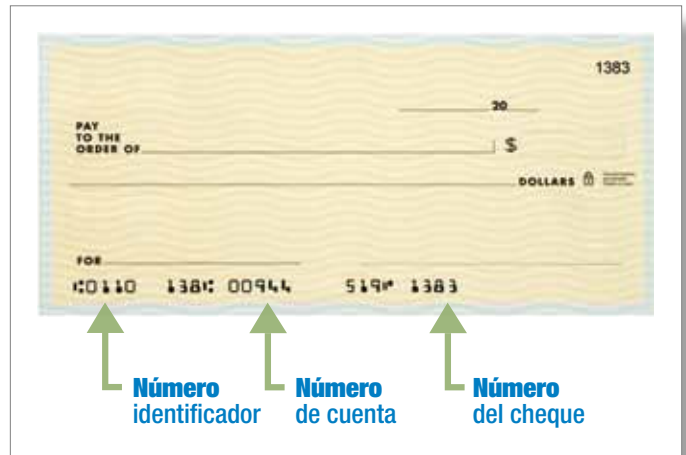 1383
20
PAY
TO THE
ORDER OF
$
DOLLARS
FOR
⑆0110 138⑆ 00944 519⑈ 1383
Número
identificador
Número
de cuenta
Número
del cheque